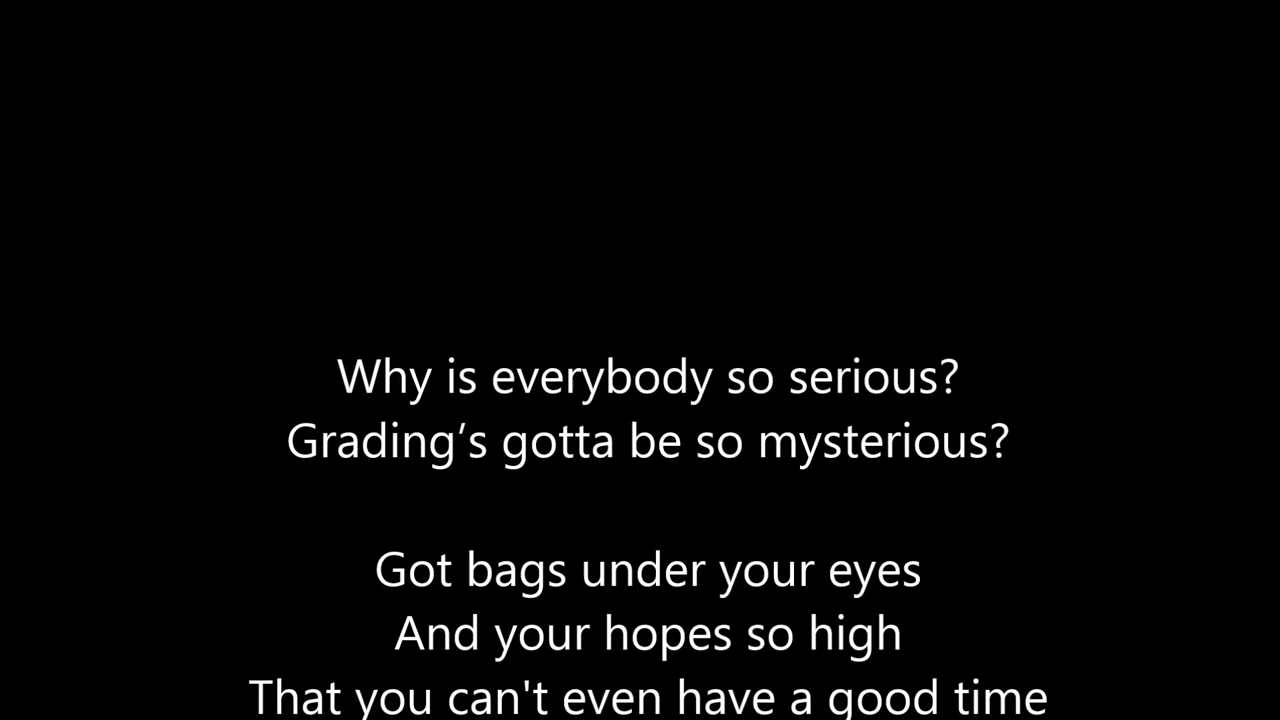 Why is everybody so serious?
Grading’s gotta be so mysterious?
Got bags under your eyes
And your hopes so high
That you can't even have a good time